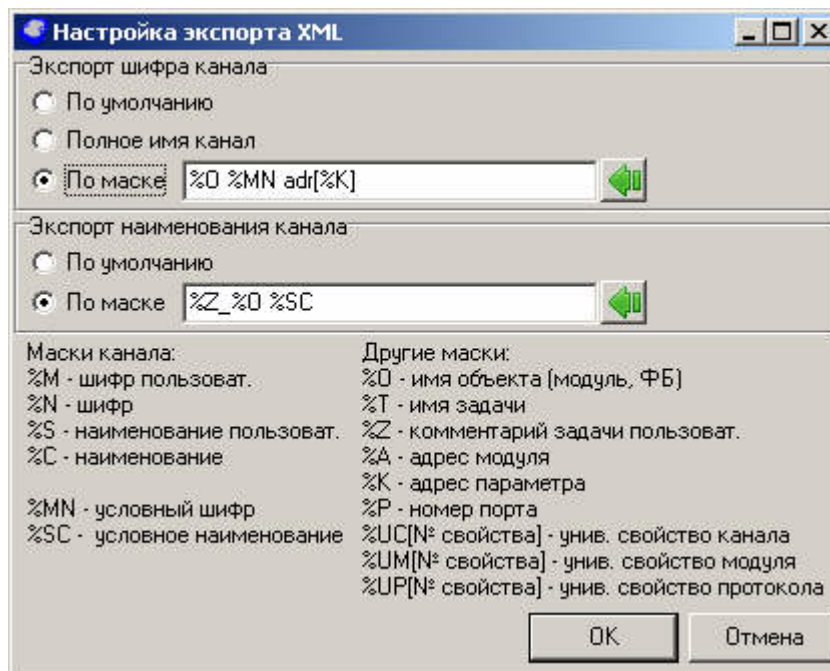 Настройка экспорта XML
Экспорт шифра канала
По умолчанию
Полное имя канал
По маске %O %MN adr[%K]
Экспорт наименования канала
По умолчанию
По маске %Z_%O %SC
Маски канала:
%M - шифр пользоват.
%N - шифр
%S - наименование пользоват.
%C - наименование
%MN - условный шифр
%SC - условное наименование
Другие маски:
%O - имя объекта (модуль, ФБ)
%T - имя задачи
%Z - комментарий задачи пользоват.
%A - адрес модуля
%K - адрес параметра
%P - номер порта
%UC[№ свойства] - унив. свойство канала
%UM[№ свойства] - унив. свойство модуля
%UP[№ свойства] - унив. свойство протокола
OK
Отмена